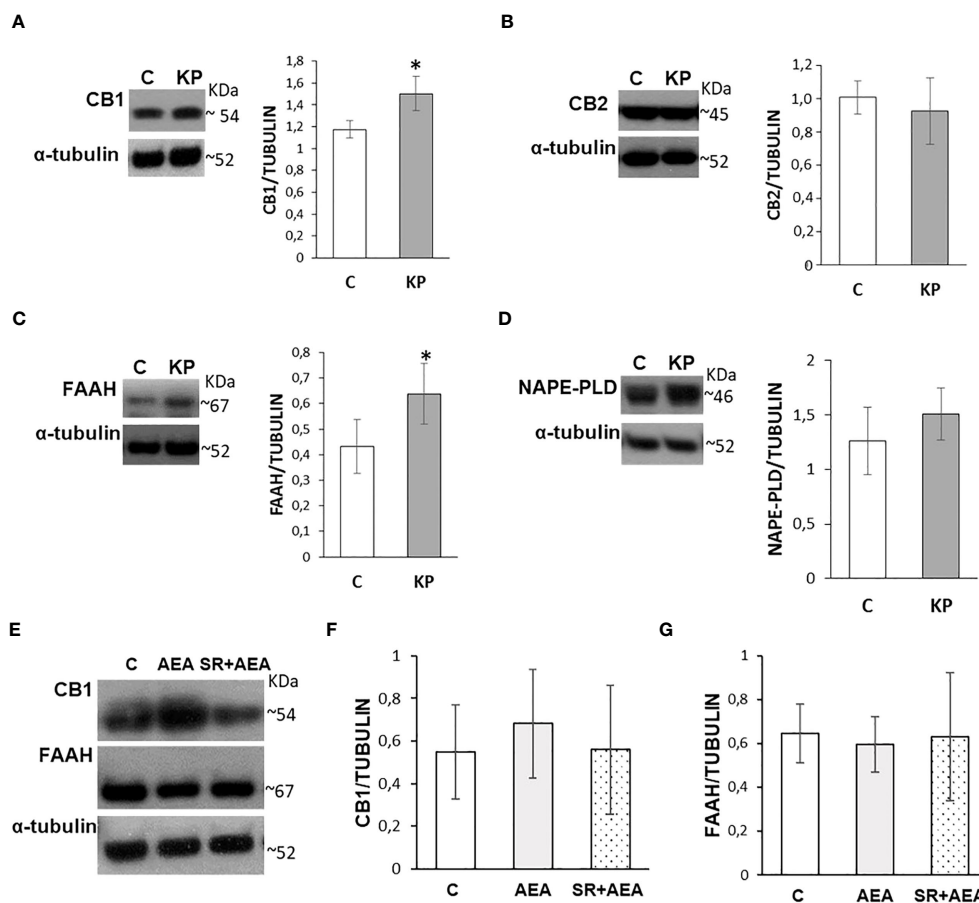 A
C KP
KDa
CB1
~ 54
α-tubulin
~52
CB1/TUBULIN
1,8
1,6
1,4
1,2
1
0,8
0,6
0,4
0,2
0
*
C KP
B
C KP
KDa
CB2
~45
α-tubulin
~52
CB2/TUBULIN
1,2
1,0
0,8
0,6
0,4
0,2
0
C KP
C
C KP
KDa
FAAH
~67
α-tubulin
~52
FAAH/TUBULIN
0,8
0,7
0,6
0,5
0,4
0,3
0,2
0,1
0
*
C KP
D
C KP
KDa
NAPE-PLD
~46
α-tubulin
~52
NAPE-PLD/TUBULIN
2
1,5
1
0,5
0
C KP
E
C AEA SR+AEA
KDa
CB1
~54
FAAH
~67
α-tubulin
~52
F
CB1/TUBULIN
1
0,8
0,6
0,4
0,2
0
C AEA SR+AEA
G
FAAH/TUBULIN
1
0,8
0,6
0,4
0,2
0
C AEA SR+AEA